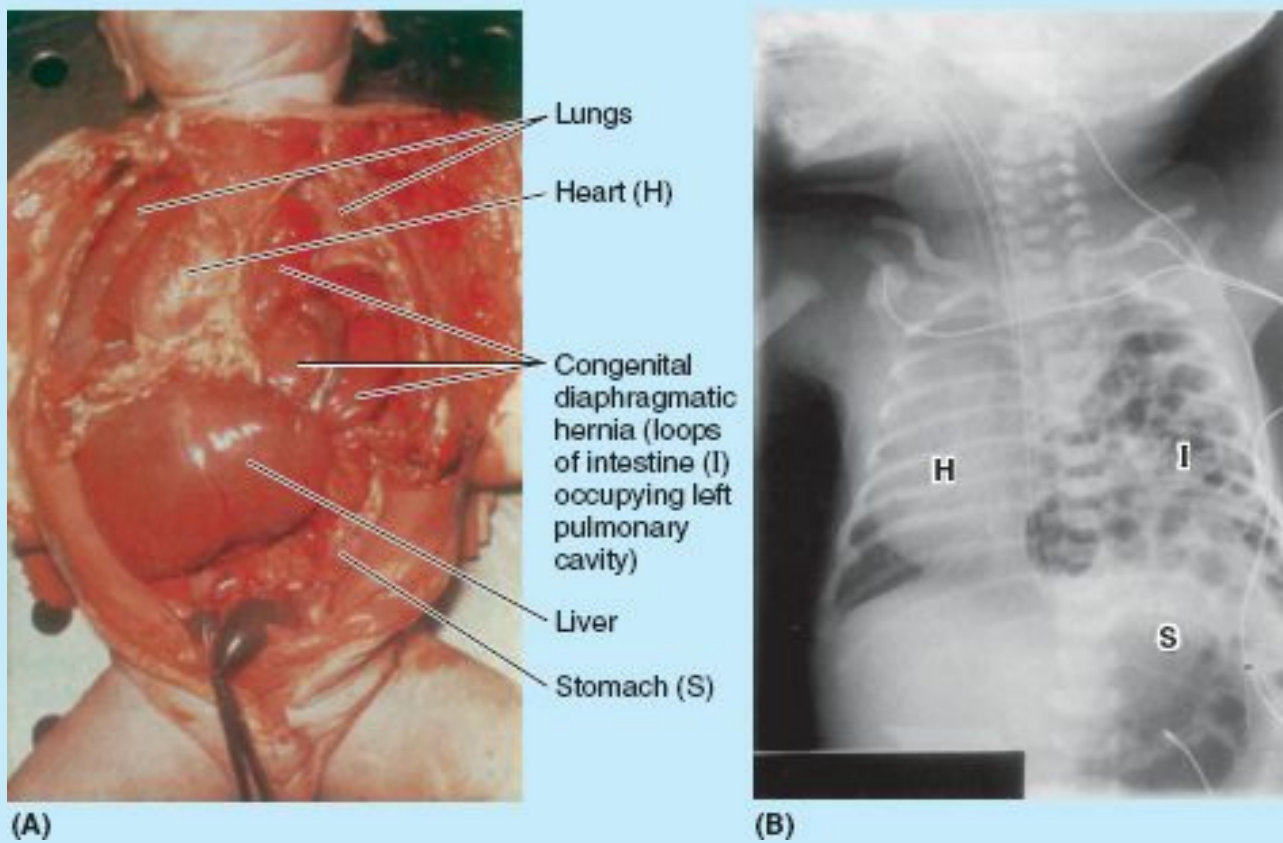 Lungs
Heart (H)
Congenital
diaphragmatic
hernia (loops
of intestine (I)
occupying left
pulmonary
cavity)
Liver
Stomach (S)
H
I
S
(A)
(B)